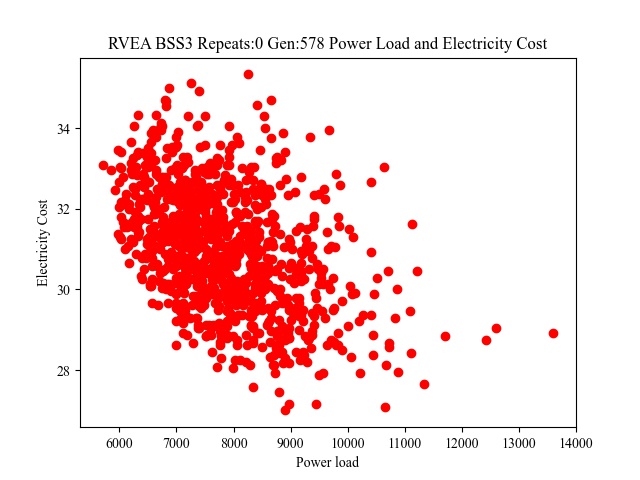 RVEA BSS3 Repeats:0 Gen:578 Power Load and Electricity Cost
34
32
30
28
Electricity Cost
6000 7000 8000 9000 10000 11000 12000 13000 14000
Power load